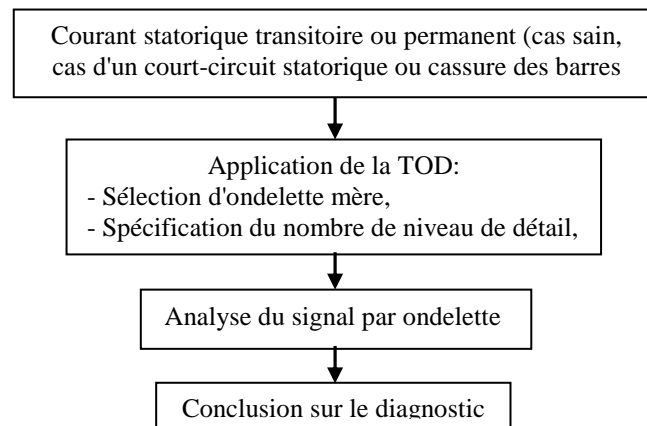 Courant statorique transitoire ou permanent (cas sain,
cas d'un court-circuit statorique ou cassure des barres
Application de la TOD:
- Sélection d'ondelette mère,
- Spécification du nombre de niveau de détail,
Analyse du signal par ondelette
Conclusion sur le diagnostic